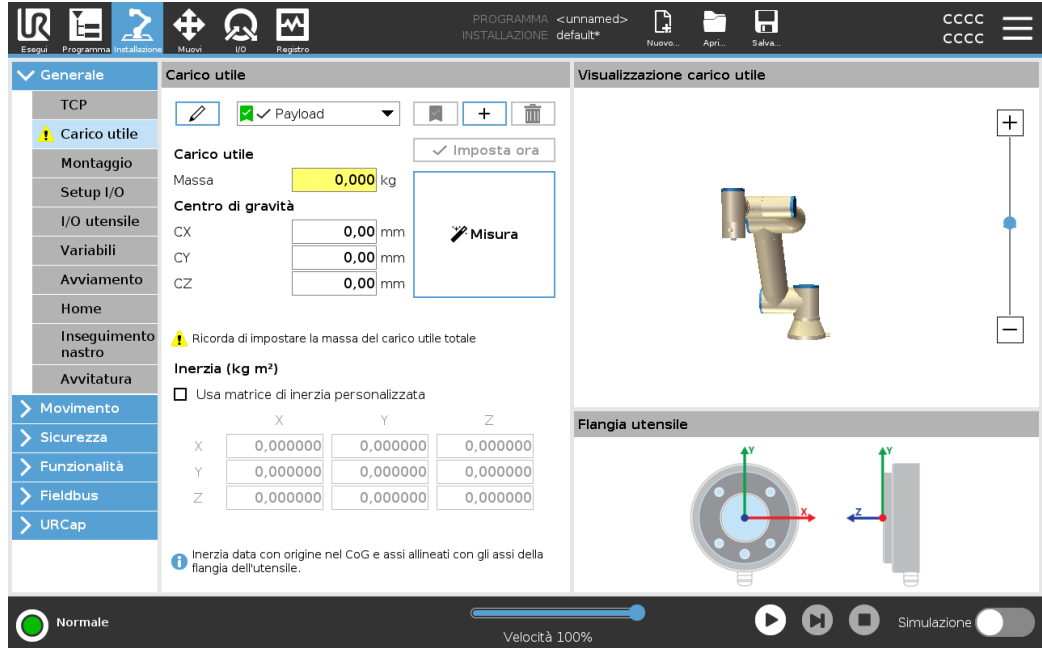 PROGRAMMA <unnamed>
INSTALLAZIONE default*
CCCC
CCCC
Esegui
Programma
Installazione
Muovi
I/O
Registro
Nuovo...
Apri...
Salva...
Generale
TCP
Carico utile
Montaggio
Setup I/O
I/O utensile
Variabili
Avviamento
Home
Inseguimento
nastro
Avvitatura
Movimento
Sicurezza
Funzionalità
Fieldbus
URCap
Carico utile
Payload
Imposta ora
Carico utile
Massa 0,000 kg
Centro di gravità
CX 0,00 mm
CY 0,00 mm
CZ 0,00 mm
Misura
Ricorda di impostare la massa del carico utile totale
Inerzia (kg m²)
Usa matrice di inerzia personalizzata
X Y Z
X 0,000000 0,000000 0,000000
Y 0,000000 0,000000 0,000000
Z 0,000000 0,000000 0,000000
Inerzia data con origine nel CoG e assi allineati con gli assi della
flangia dell'utensile.
Visualizzazione carico utile
Flangia utensile
Y
X
Y
Z
Normale
Velocità 100%
Simulazione